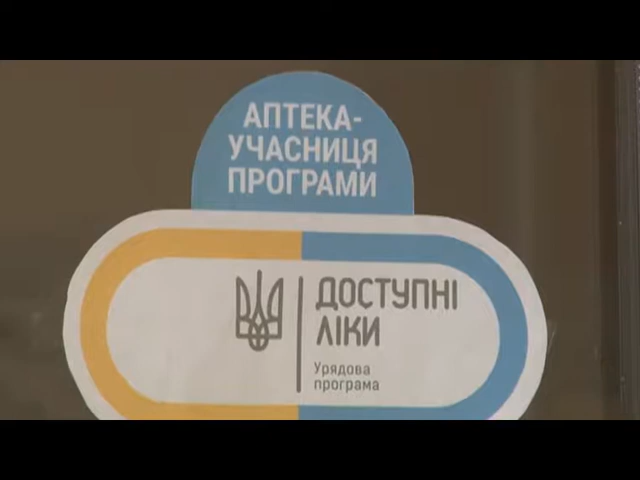 АПТЕКА-
УЧАСНИЦЯ
ПРОГРАМИ
ДОСТУПНІ
ЛІКИ
Урядова
програма